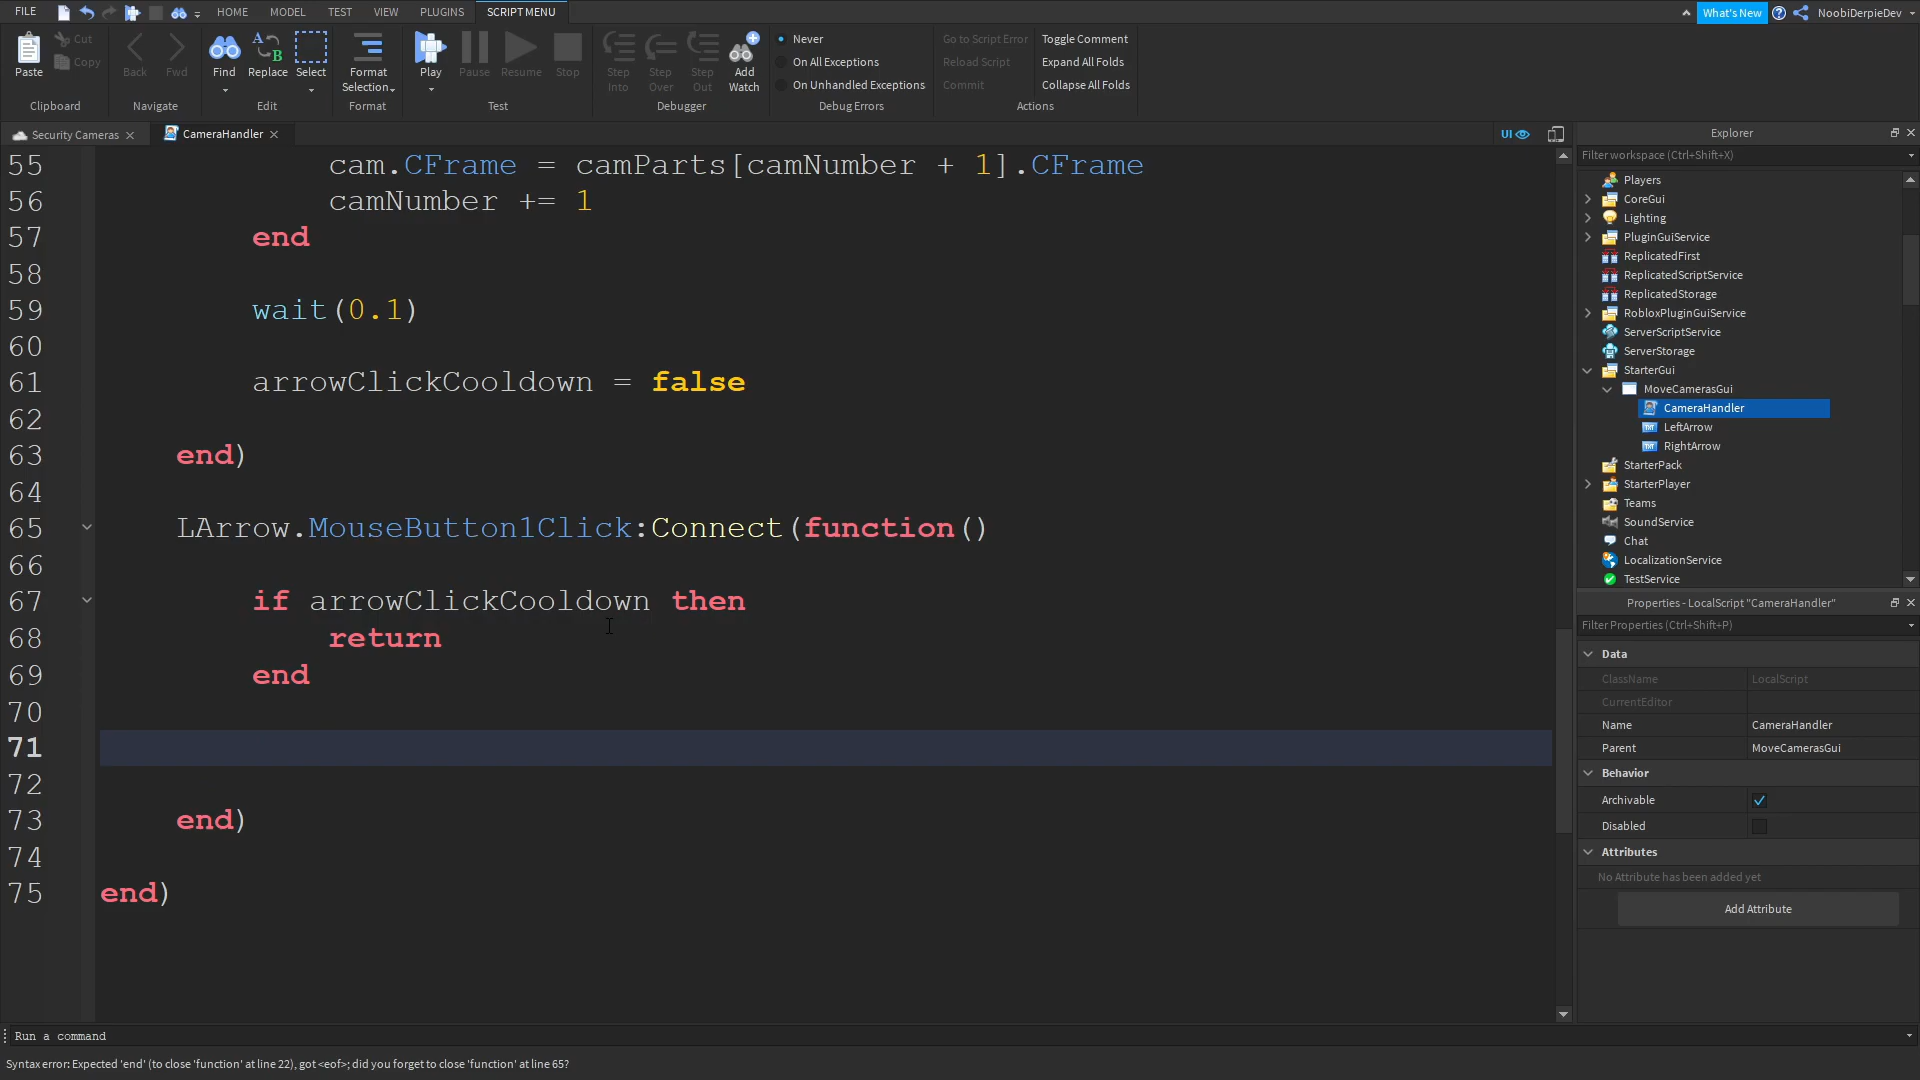 FILE HOME MODEL TEST VIEW PLUGINS SCRIPT MENU What's New NoobiDerpieDev
Paste Cut Copy
Clipboard
Back Fwd
Navigate
Find Replace Select
Edit
Format Selection
Format
Play Pause Resume Stop
Test
Step Into Step Over Step Out Add Watch
Debugger
Never
On All Exceptions
On Unhandled Exceptions
Debug Errors
Go to Script Error
Reload Script
Commit
Toggle Comment
Expand All Folds
Collapse All Folds
Actions
Security Cameras CameraHandler UI
55 cam.CFrame = camParts[camNumber + 1].CFrame
56 camNumber += 1
57 end
58
59 wait(0.1)
60
61 arrowClickCooldown = false
62
63 end)
64
65 LArrow.MouseButton1Click:Connect(function()
66
67 if arrowClickCooldown then
68 return
69 end
70
71
72
73 end)
74
75 end)
Explorer
Filter workspace (Ctrl+Shift+X)
Players
CoreGui
Lighting
PluginGuiService
ReplicatedFirst
ReplicatedScriptService
ReplicatedStorage
RobloxPluginGuiService
ServerScriptService
ServerStorage
StarterGui
MoveCamerasGui
CameraHandler
LeftArrow
RightArrow
StarterPack
StarterPlayer
Teams
SoundService
Chat
LocalizationService
TestService
Properties - LocalScript "CameraHandler"
Filter Properties (Ctrl+Shift+P)
Data
ClassName LocalScript
CurrentEditor
Name CameraHandler
Parent MoveCamerasGui
Behavior
Archivable
Disabled
Attributes
No Attribute has been added yet
Add Attribute
Run a command
Syntax error: Expected 'end' (to close 'function' at line 22), got <eof>; did you forget to close 'function' at line 65?